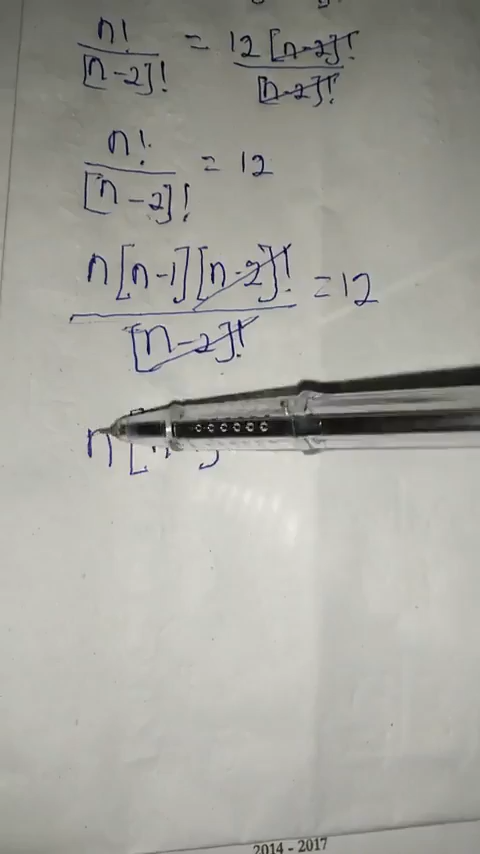 n!/[n-2]! = 12[n-2]!/[n-2]!
n!/[n-2]! = 12
n[n-1][n-2]!/[n-2]! = 12
n[
2014 - 2017